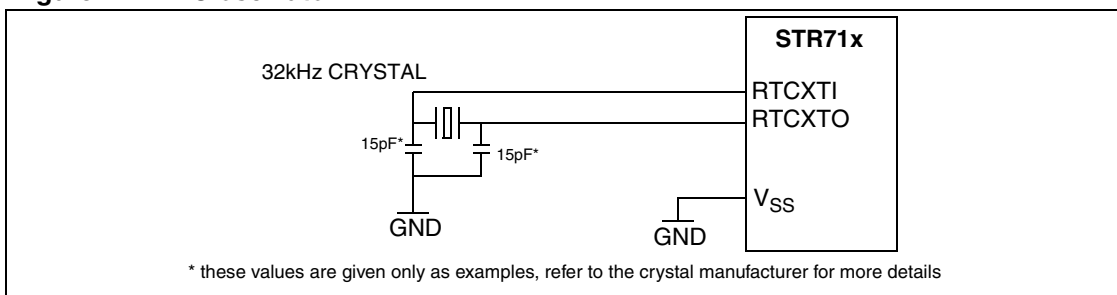 STR71x
32kHz CRYSTAL
RTCXTI
RTCXTO
15pF*
15pF*
VSS
GND
GND
* these values are given only as examples, refer to the crystal manufacturer for more details